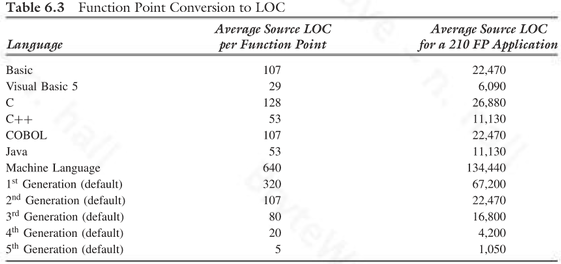 Table 6.3 Function Point Conversion to LOC
Average Source LOC Average Source LOC
Language per Function Point for a 210 FP Application
Basic 107 22,470
Visual Basic 5 29 6,090
C 128 26,880
C++ 53 11,130
COBOL 107 22,470
Java 53 11,130
Machine Language 640 134,440
1st Generation (default) 320 67,200
2nd Generation (default) 107 22,470
3rd Generation (default) 80 16,800
4th Generation (default) 20 4,200
5th Generation (default) 5 1,050